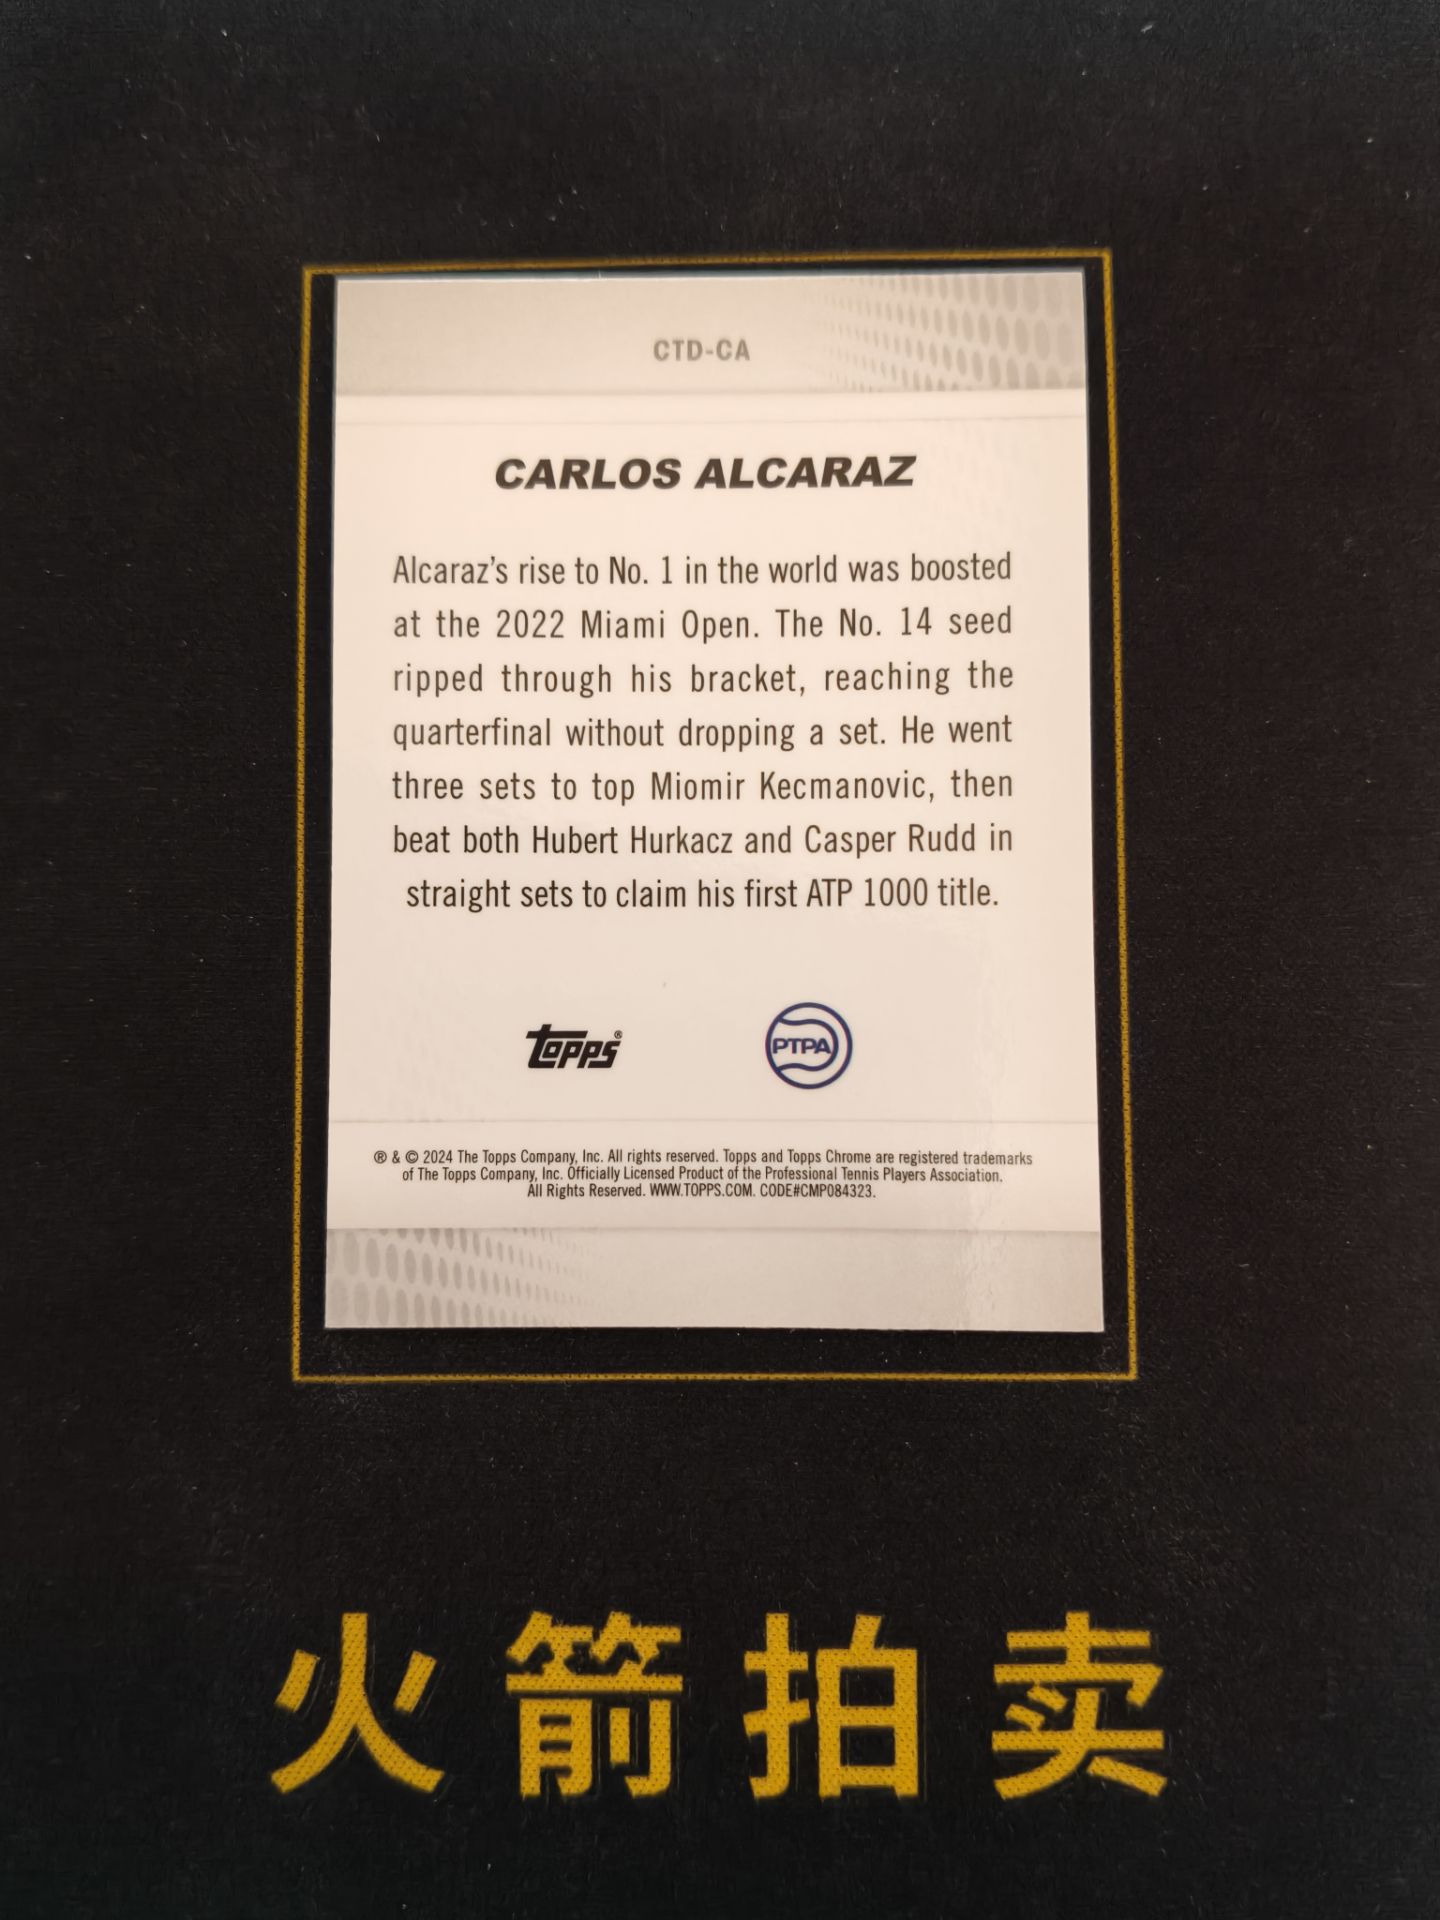 CTD-CA
CARLOS ALCARAZ
Alcaraz’s rise to No. 1 in the world was boosted
at the 2022 Miami Open. The No. 14 seed
ripped through his bracket, reaching the
quarterfinal without dropping a set. He went
three sets to top Miomir Kecmanovic, then
beat both Hubert Hurkacz and Casper Rudd in
straight sets to claim his first ATP 1000 title.
topps® PTPA
® & © 2024 The Topps Company, Inc. All rights reserved. Topps and Topps Chrome are registered trademarks
of The Topps Company, Inc. Officially Licensed Product of the Professional Tennis Players Association.
All Rights Reserved. WWW.TOPPS.COM. CODE#CMP084323.
火箭拍卖